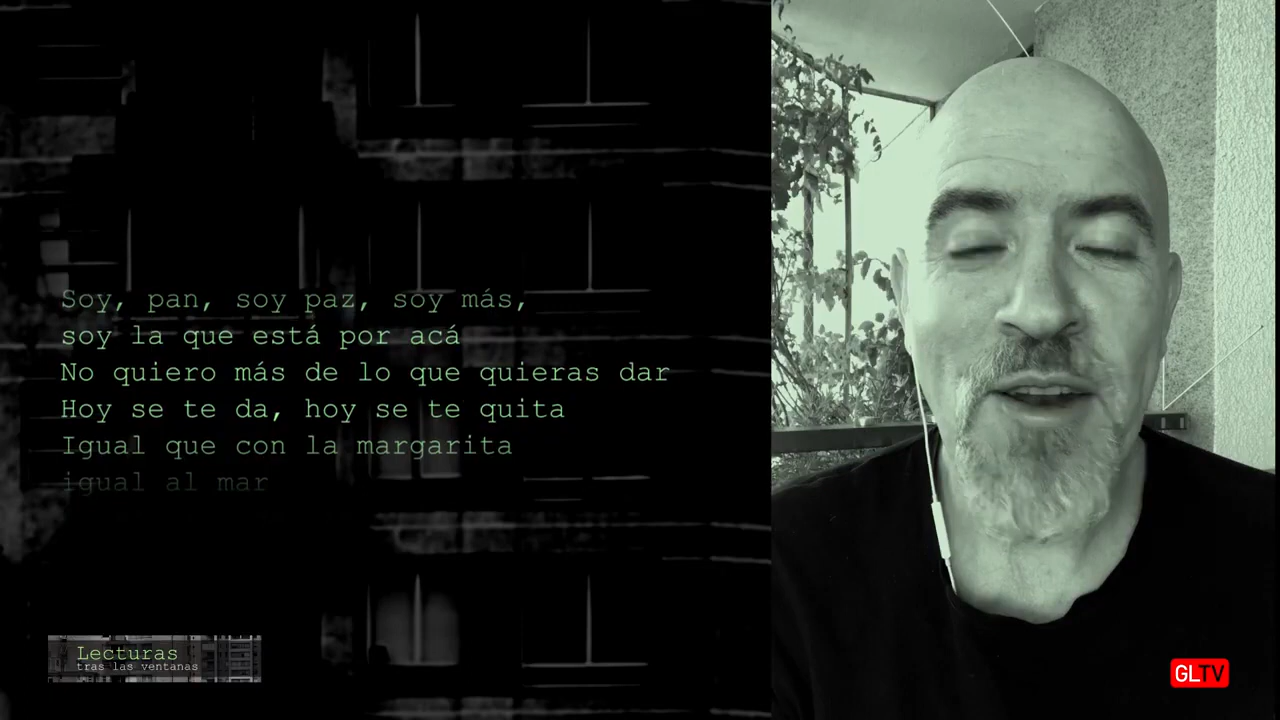 Soy, pan, soy paz, soy más,
soy la que está por acá
No quiero más de lo que quieras dar
Hoy se te da, hoy se te quita
Igual que con la margarita
igual al mar
Lecturas
tras las ventanas
GLTV